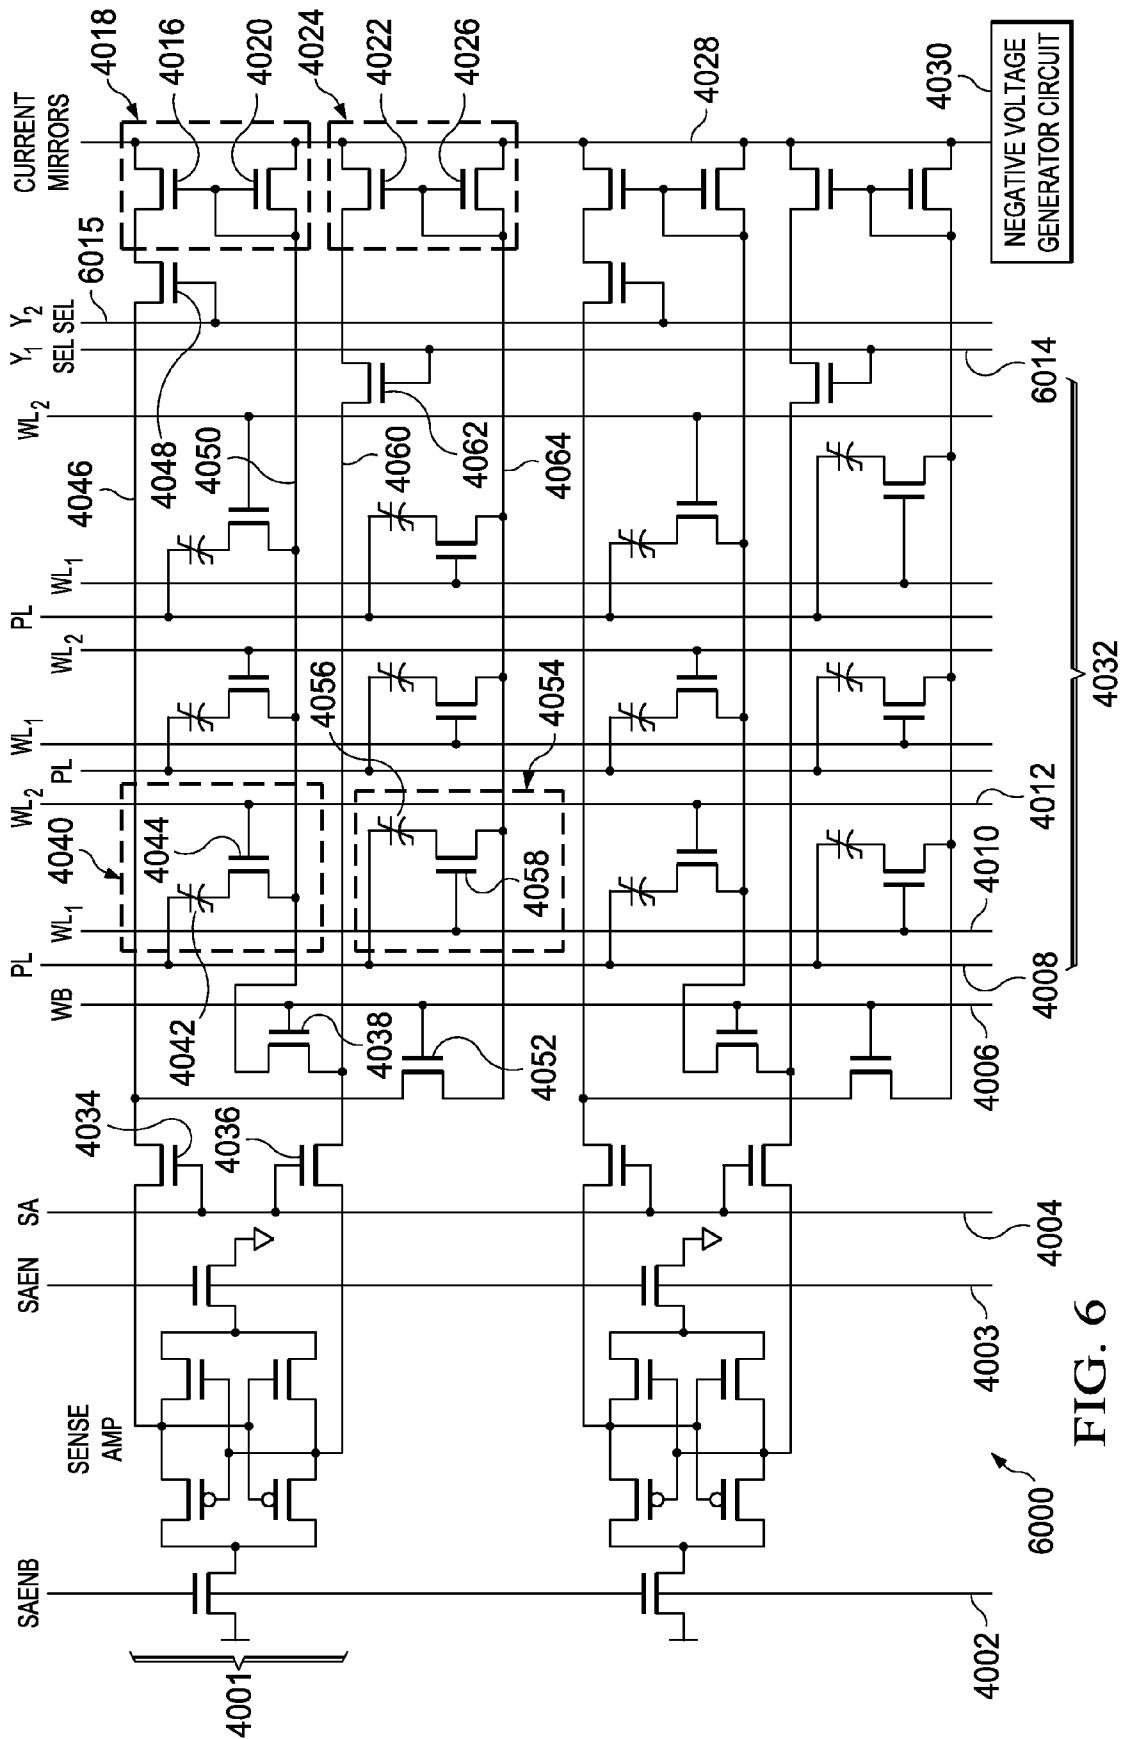 SAENB
SENSE
AMP
SAEN
SA
WB
PL
WL1
WL2
PL
WL1
WL2
PL
WL1
WL2
Y1
SEL
Y2
SEL
6015
CURRENT
MIRRORS
4001
4034
4036
4042
4038
4052
4040
4044
4058
4056
4054
4046
4048
4050
4060
4062
4064
4018
4016
4020
4024
4022
4026
4028
4030
NEGATIVE VOLTAGE
GENERATOR CIRCUIT
4002
4003
4004
4006
4008
4010
4012
6014
4032
6000
FIG. 6